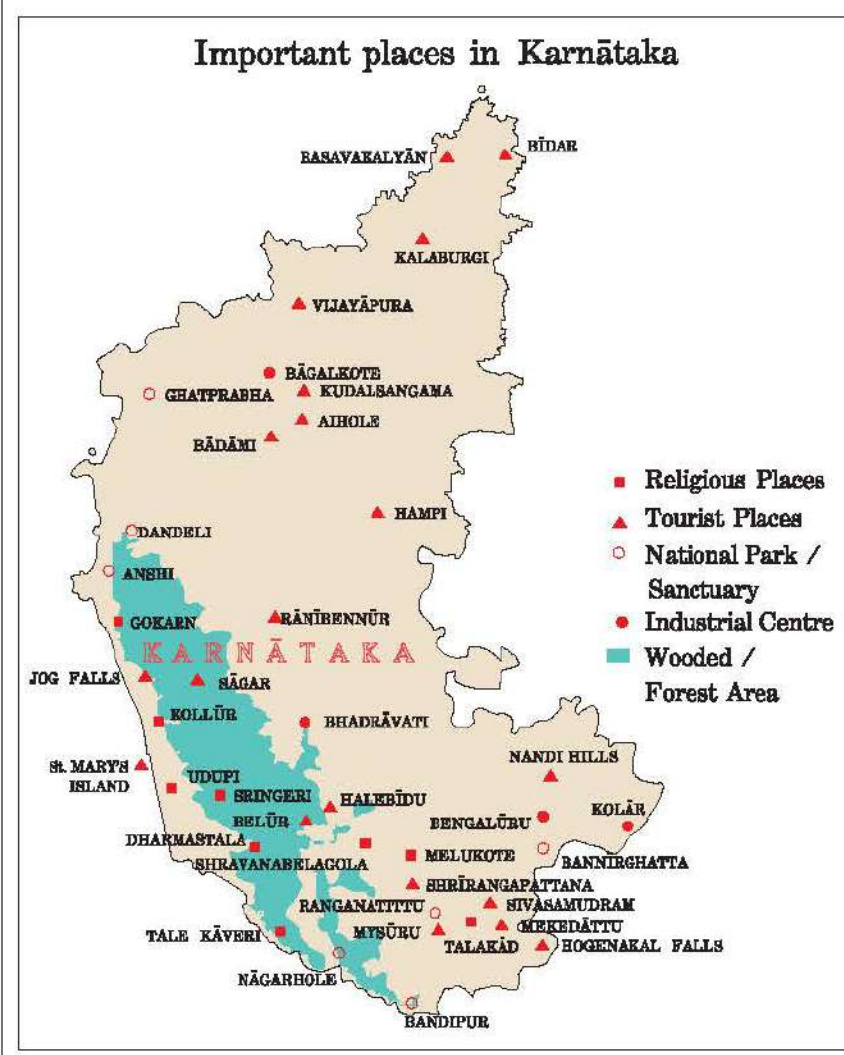 Important places in Karnātaka
BASAVAKALYĀN
BĪDAR
KALABURGI
VIJAYĀPURA
BĀGALKOTE
GHATPRABHA
KUDALSANGAMA
AIHOLE
BĀDĀMI
HAMPI
DANDELI
ANSHI
GOKARN
RĀNĪBENNŪR
KARNĀTAKA
JOG FALLS
SĀGAR
KOLLŪR
BHADRĀVATI
St. MARY'S
ISLAND
UDUPI
SRINGERI
HALEBĪDU
BELŪR
NANDI HILLS
BENGALŪRU
KOLĀR
DHARMASTALA
SHRAVANABELAGOLA
MELUKOTE
BANNIRGHATTA
SHRĪRANGAPATTANA
RANGANATITTU
SIVASAMUDRAM
TALE KĀVERI
MYSŪRU
MEKEDĀTTU
TALAKĀD
HOGENAKAL FALLS
NĀGARHOLE
BANDIPUR
Religious Places
Tourist Places
National Park /
Sanctuary
Industrial Centre
Wooded /
Forest Area